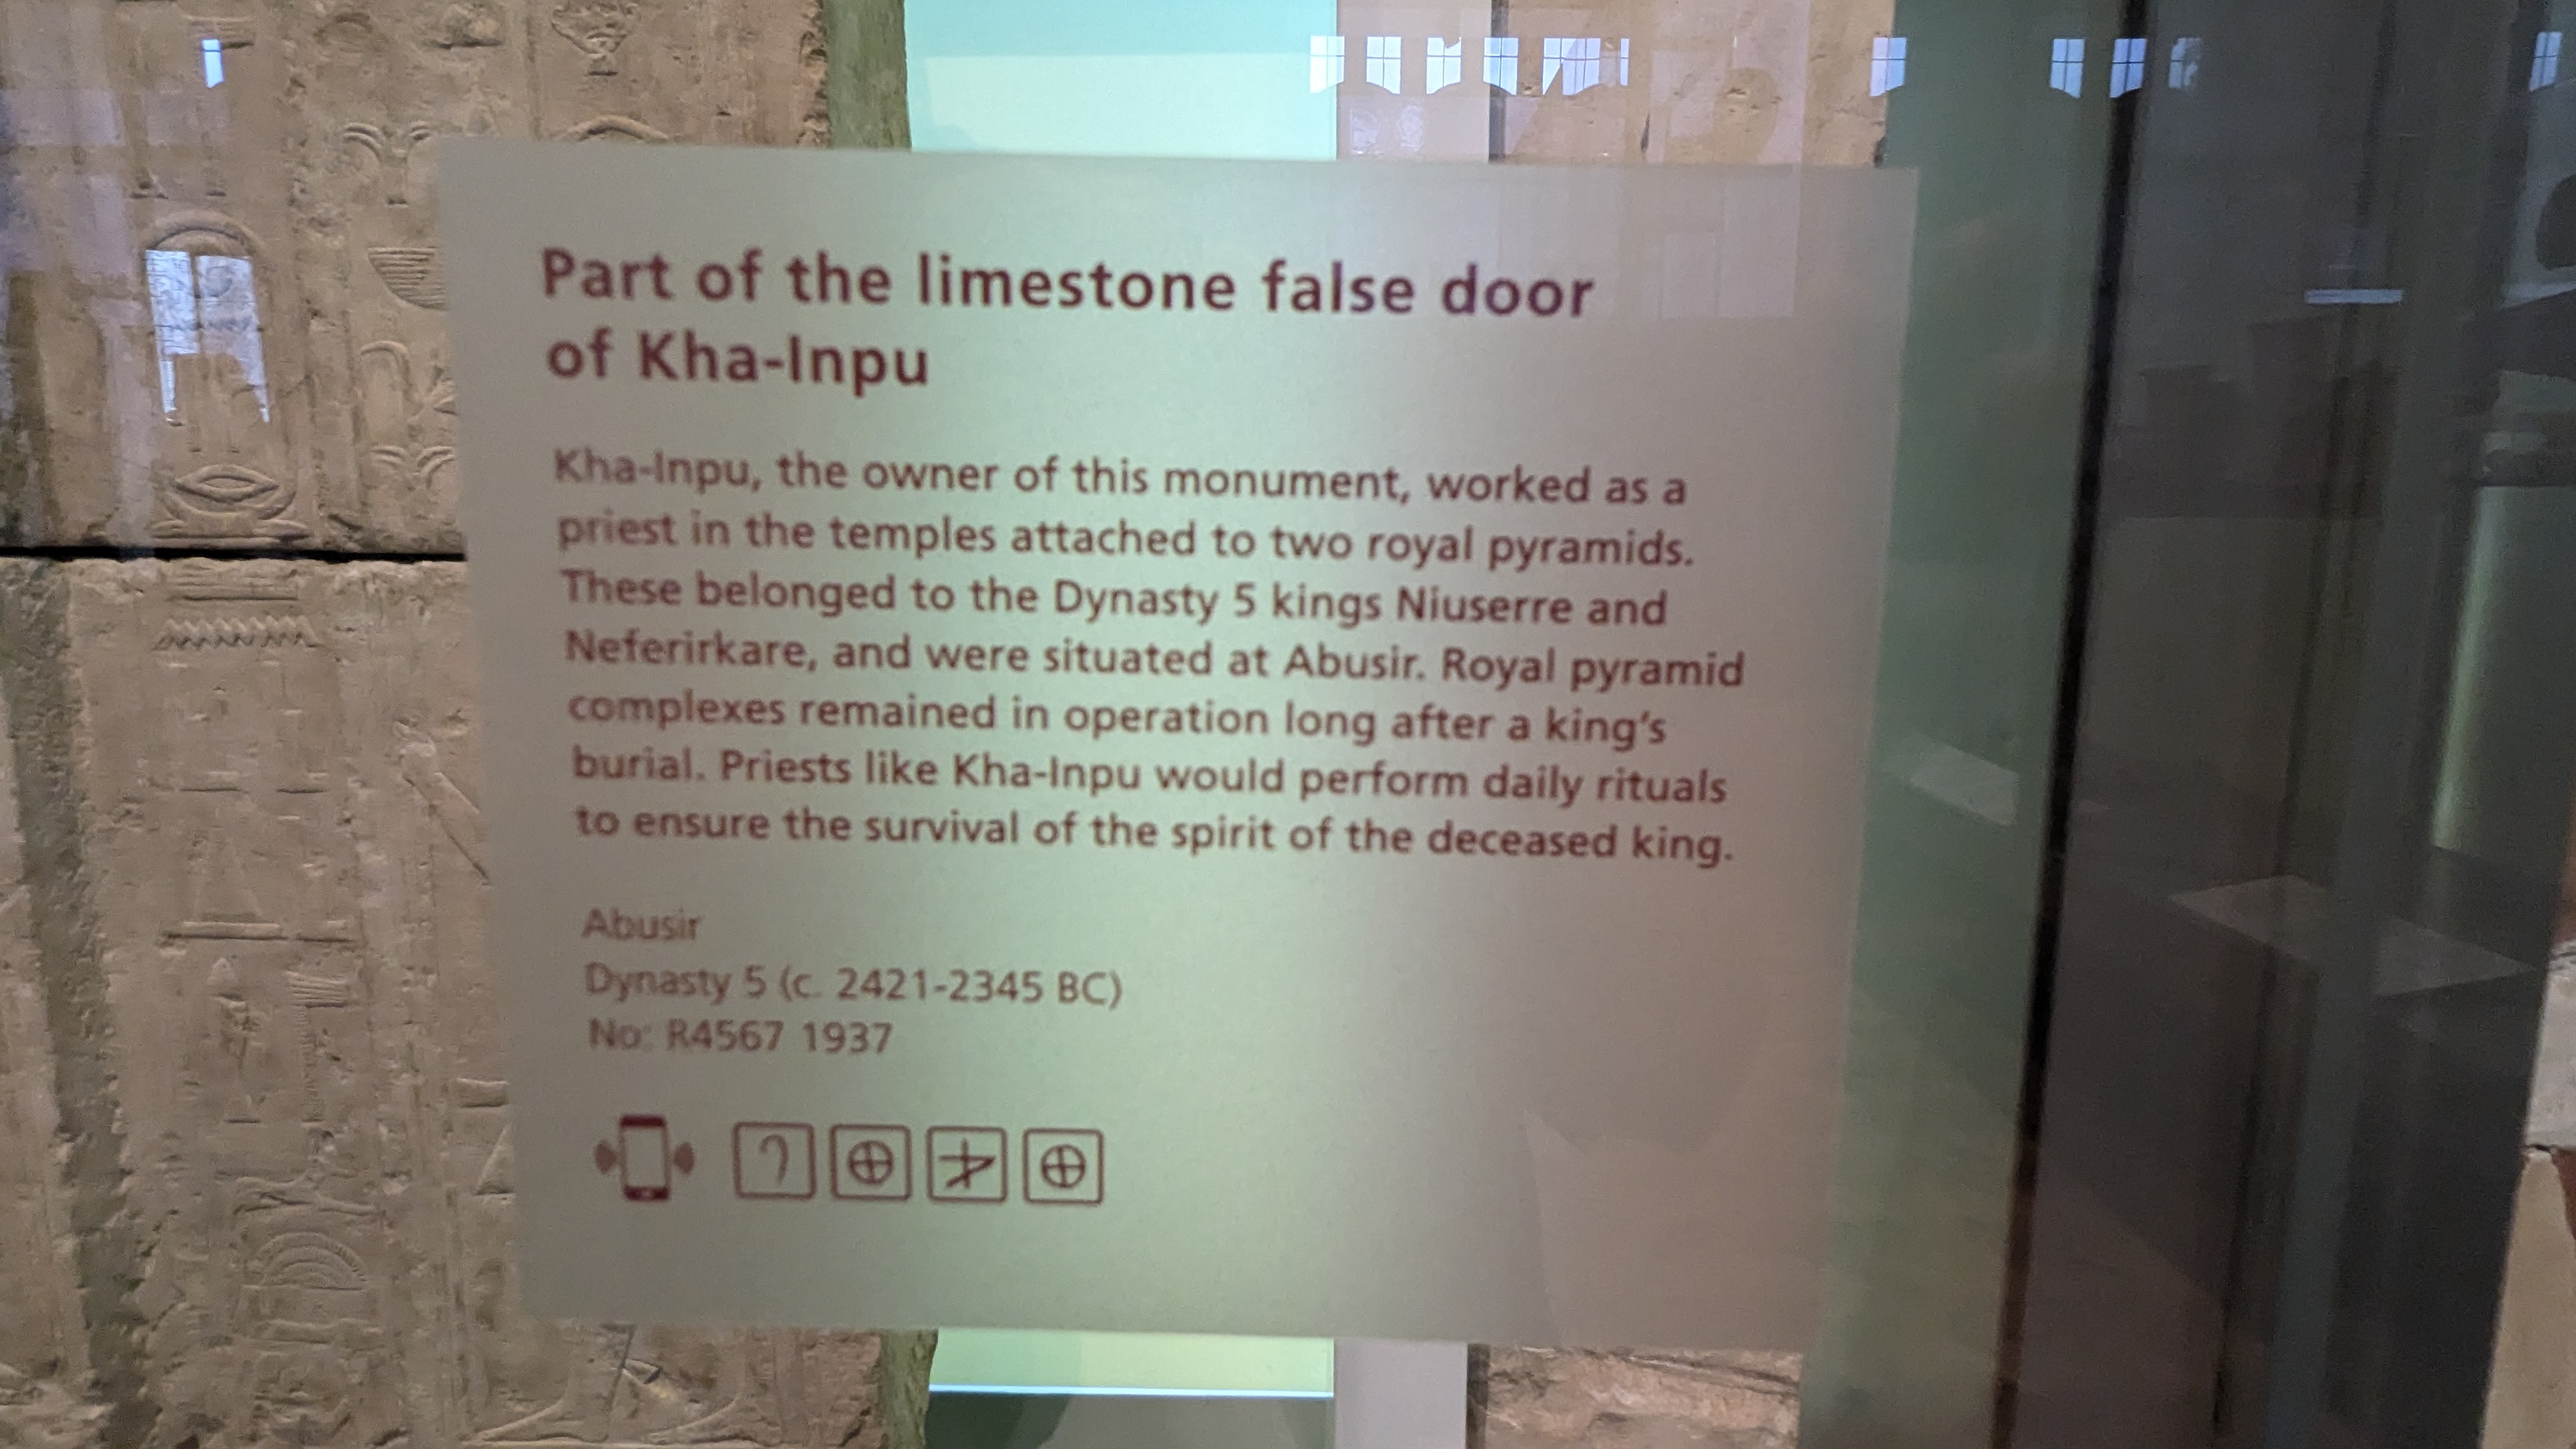 Part of the limestone false door
of Kha-Inpu
Kha-Inpu, the owner of this monument, worked as a
priest in the temples attached to two royal pyramids.
These belonged to the Dynasty 5 kings Niuserre and
Neferirkare, and were situated at Abusir. Royal pyramid
complexes remained in operation long after a king's
burial. Priests like Kha-Inpu would perform daily rituals
to ensure the survival of the spirit of the deceased king.
Abusir
Dynasty 5 (c. 2421-2345 BC)
No: R4567 1937